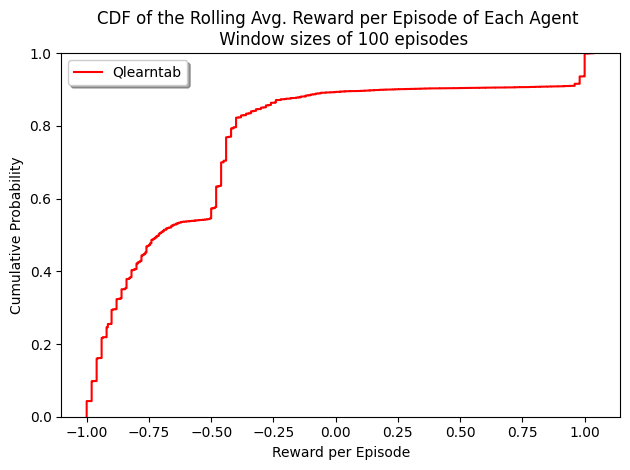 CDF of the Rolling Avg. Reward per Episode of Each Agent
Window sizes of 100 episodes
Qlearntab
Cumulative Probability
1.0
0.8
0.6
0.4
0.2
0.0
−1.00 −0.75 −0.50 −0.25 0.00 0.25 0.50 0.75 1.00
Reward per Episode